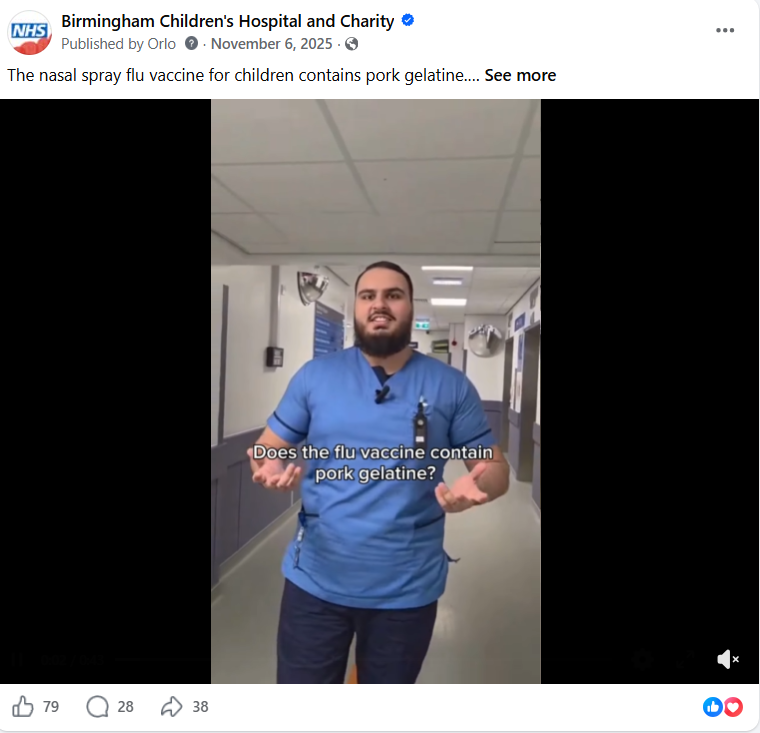 NHS
Birmingham Children's Hospital and Charity
Published by Orlo · November 6, 2025 ·
The nasal spray flu vaccine for children contains pork gelatine.... See more
Does the flu vaccine contain
pork gelatine?
79 28 38